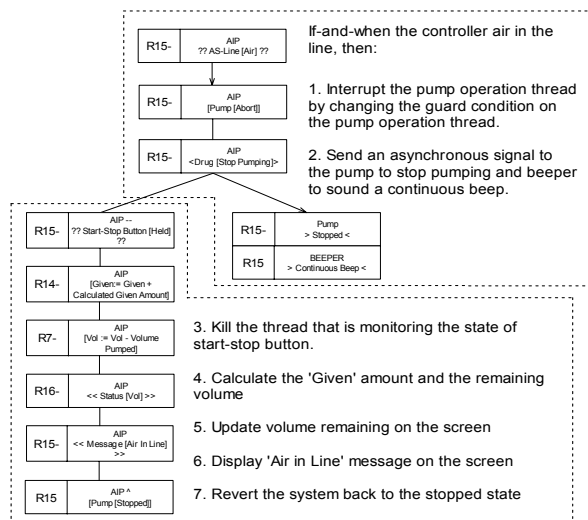 R15-
AIP
?? AS-Line [Air] ??
R15-
AIP
[Pump [Abort]]
R15-
AIP
<Drug [Stop Pumping]>
If-and-when the controller air in the
line, then:
1. Interrupt the pump operation thread
by changing the guard condition on
the pump operation thread.
2. Send an asynchronous signal to
the pump to stop pumping and beeper
to sound a continuous beep.
R15-
AIP --
?? Start-Stop Button [Held]
??
R15-
Pump
> Stopped <
R15
BEEPER
> Continuous Beep <
R14-
AIP
[Given:= Given +
Calculated Given Amount]
R7-
AIP
[Vol := Vol - Volume
Pumped]
R16-
AIP
<< Status [Vol] >>
R15-
AIP
<< Message [Air In Line]
>>
R15
AIP ^
[Pump [Stopped]]
3. Kill the thread that is monitoring the state of
start-stop button.
4. Calculate the 'Given' amount and the remaining
volume
5. Update volume remaining on the screen
6. Display 'Air in Line' message on the screen
7. Revert the system back to the stopped state